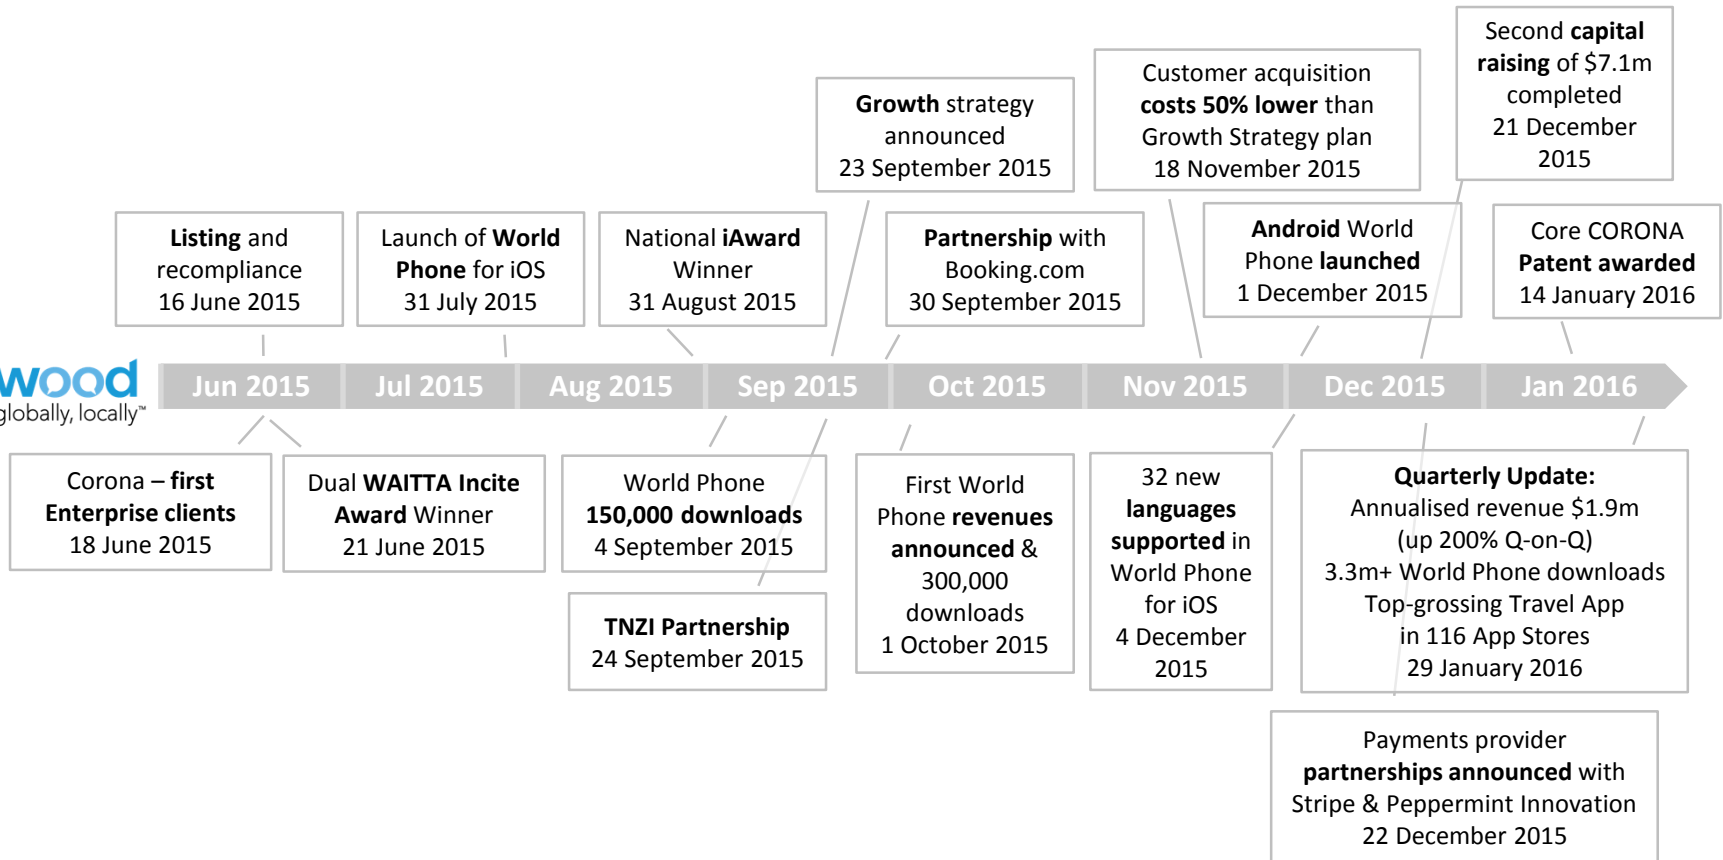 Second capital
raising of $7.1m
completed
21 December
2015
Customer acquisition
costs 50% lower than
Growth Strategy plan
18 November 2015
Growth strategy
announced
23 September 2015
Listing and
recompliance
16 June 2015
Launch of World
Phone for iOS
31 July 2015
National iAward
Winner
31 August 2015
Partnership with
Booking.com
30 September 2015
Android World
Phone launched
1 December 2015
Core CORONA
Patent awarded
14 January 2016
wood
globally, locally™
Jun 2015
Jul 2015
Aug 2015
Sep 2015
Oct 2015
Nov 2015
Dec 2015
Jan 2016
Corona – first
Enterprise clients
18 June 2015
Dual WAITTA Incite
Award Winner
21 June 2015
World Phone
150,000 downloads
4 September 2015
TNZI Partnership
24 September 2015
First World
Phone revenues
announced &
300,000
downloads
1 October 2015
32 new
languages
supported in
World Phone
for iOS
4 December
2015
Quarterly Update:
Annualised revenue $1.9m
(up 200% Q-on-Q)
3.3m+ World Phone downloads
Top-grossing Travel App
in 116 App Stores
29 January 2016
Payments provider
partnerships announced with
Stripe & Peppermint Innovation
22 December 2015